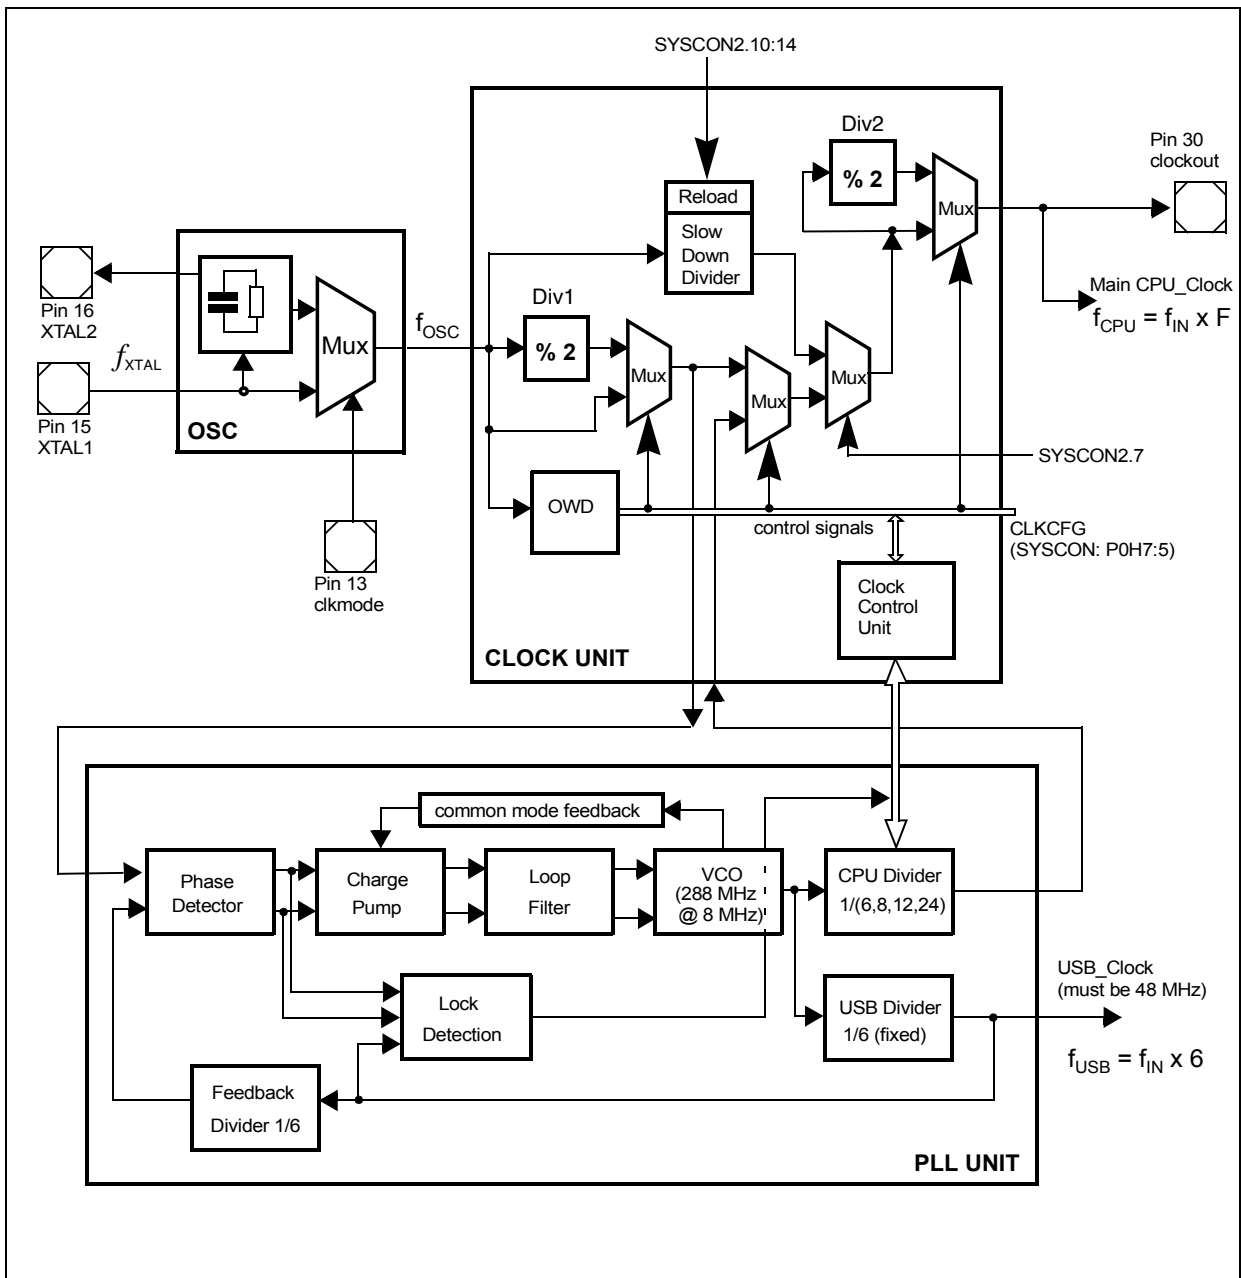 SYSCON2.10:14
Div2
% 2
Mux
Pin 30
clockout
Reload
Slow
Down
Divider
Pin 16
XTAL2
fXTAL
Pin 15
XTAL1
Mux
OSC
fOSC
Div1
% 2
Mux
Mux
Mux
Main CPU_Clock
fCPU = fIN x F
SYSCON2.7
OWD
control signals
CLKCFG
(SYSCON: P0H7:5)
Pin 13
clkmode
Clock
Control
Unit
CLOCK UNIT
common mode feedback
Phase
Detector
Charge
Pump
Loop
Filter
VCO
(288 MHz
@ 8 MHz)
CPU Divider
1/(6,8,12,24)
Lock
Detection
USB Divider
1/6 (fixed)
USB_Clock
(must be 48 MHz)
fUSB = fIN x 6
Feedback
Divider 1/6
PLL UNIT